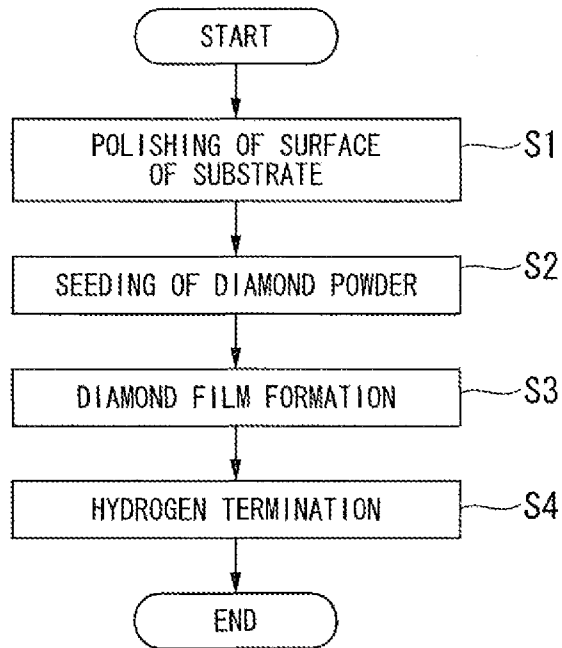 START
POLISHING OF SURFACE
OF SUBSTRATE
S1
SEEDING OF DIAMOND POWDER
S2
DIAMOND FILM FORMATION
S3
HYDROGEN TERMINATION
S4
END